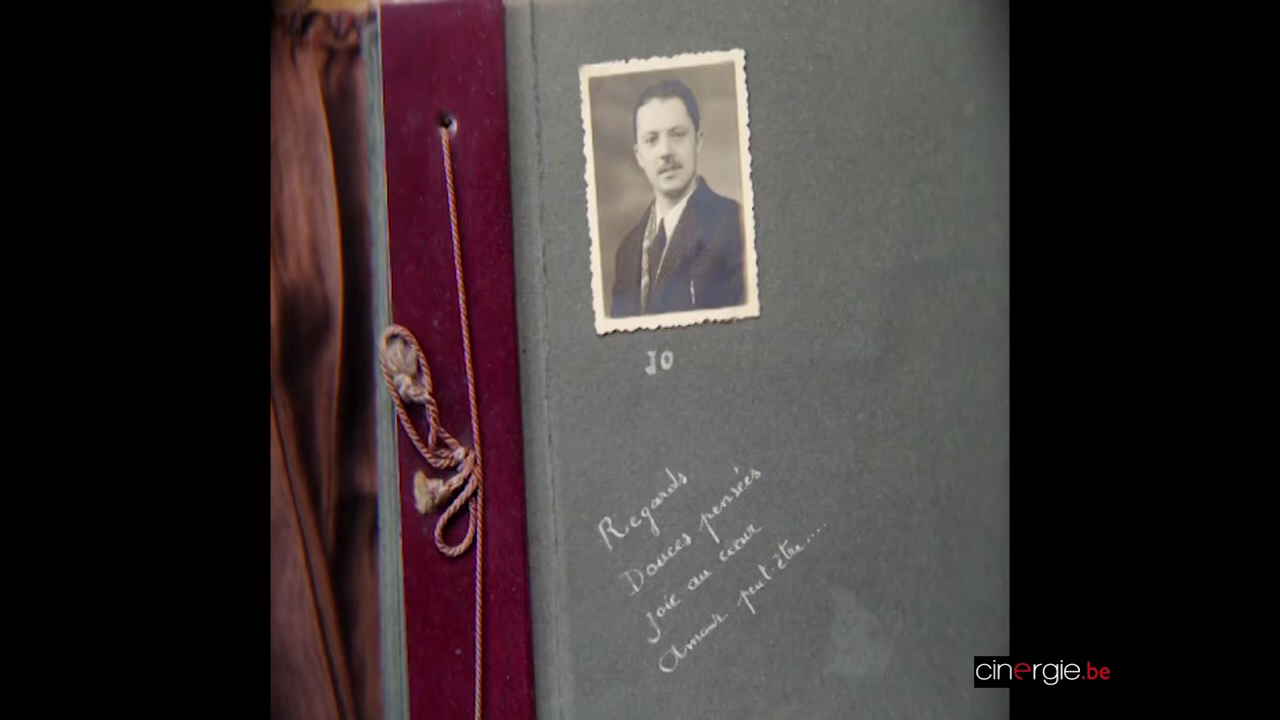 JO
Regards
Douces pensées
Joie au cœur
Amour peut-être....
cinergie.be